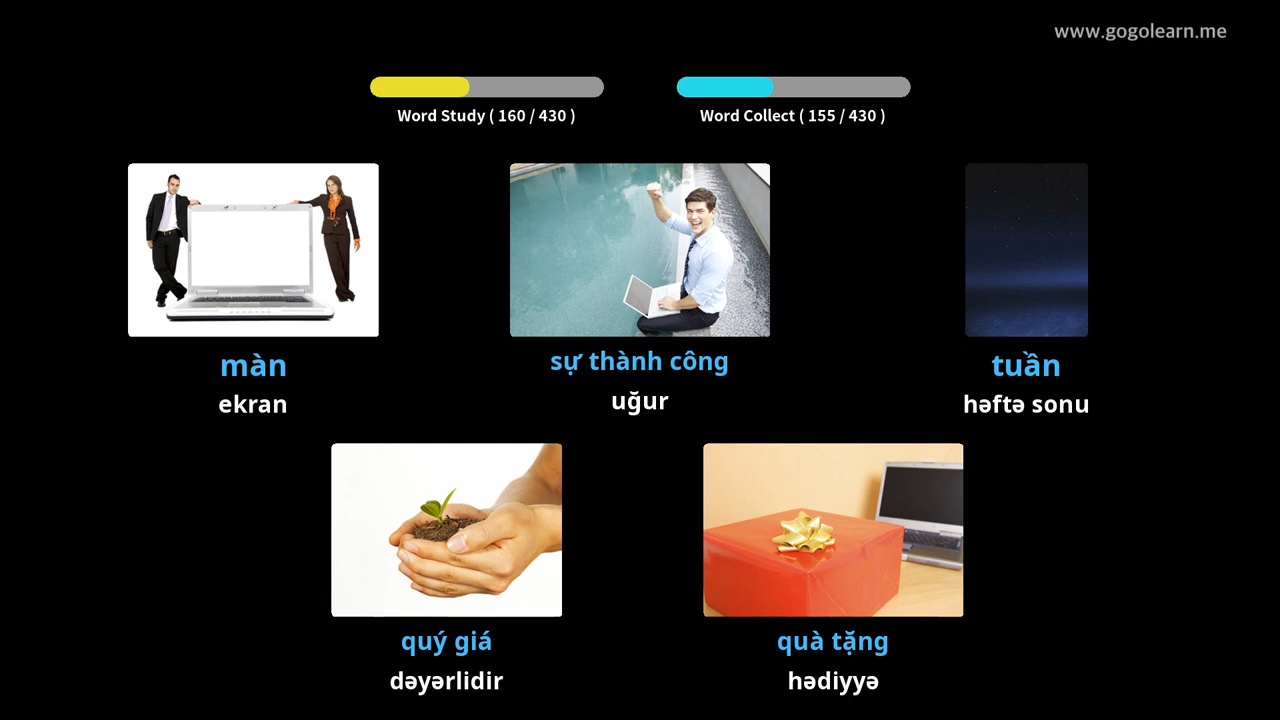 www.gogolearn.me
Word Study ( 160 / 430 )
Word Collect ( 155 / 430 )
màn
ekran
sự thành công
uğur
tuần
həftə sonu
quý giá
dəyərlidir
quà tặng
hədiyyə